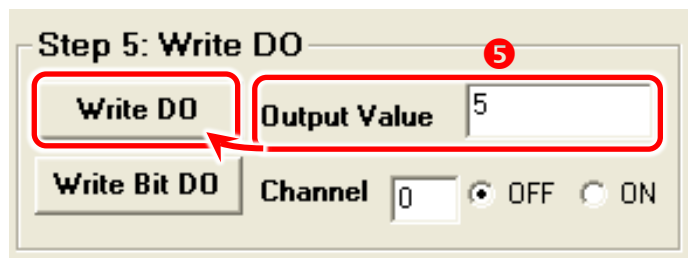 Step 5: Write DO
5
Write DO Output Value 5
Write Bit DO Channel 0 OFF ON